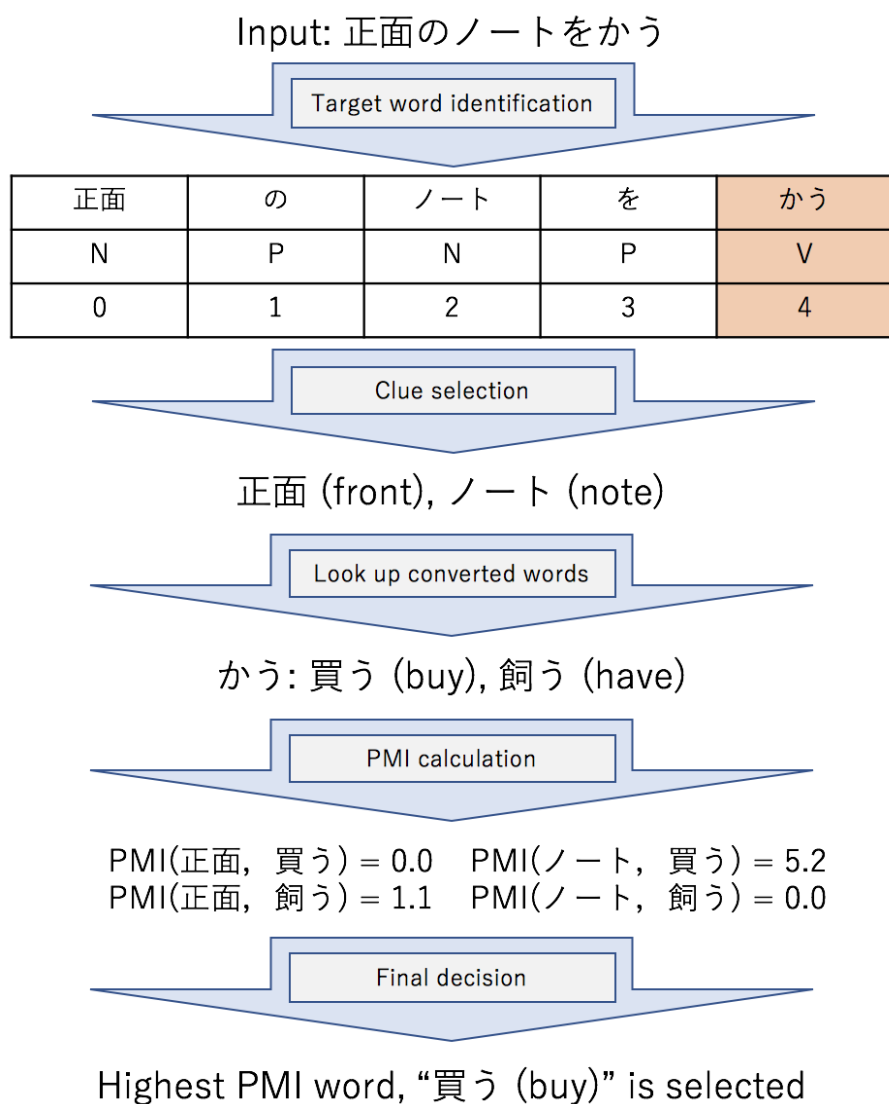 Input: 正面のノートをかう
Target word identification
正面 の ノート を かう
N P N P V
0 1 2 3 4
Clue selection
正面 (front), ノート (note)
Look up converted words
かう: 買う (buy), 飼う (have)
PMI calculation
PMI(正面, 買う) = 0.0 PMI(ノート, 買う) = 5.2
PMI(正面, 飼う) = 1.1 PMI(ノート, 飼う) = 0.0
Final decision
Highest PMI word, “買う (buy)” is selected